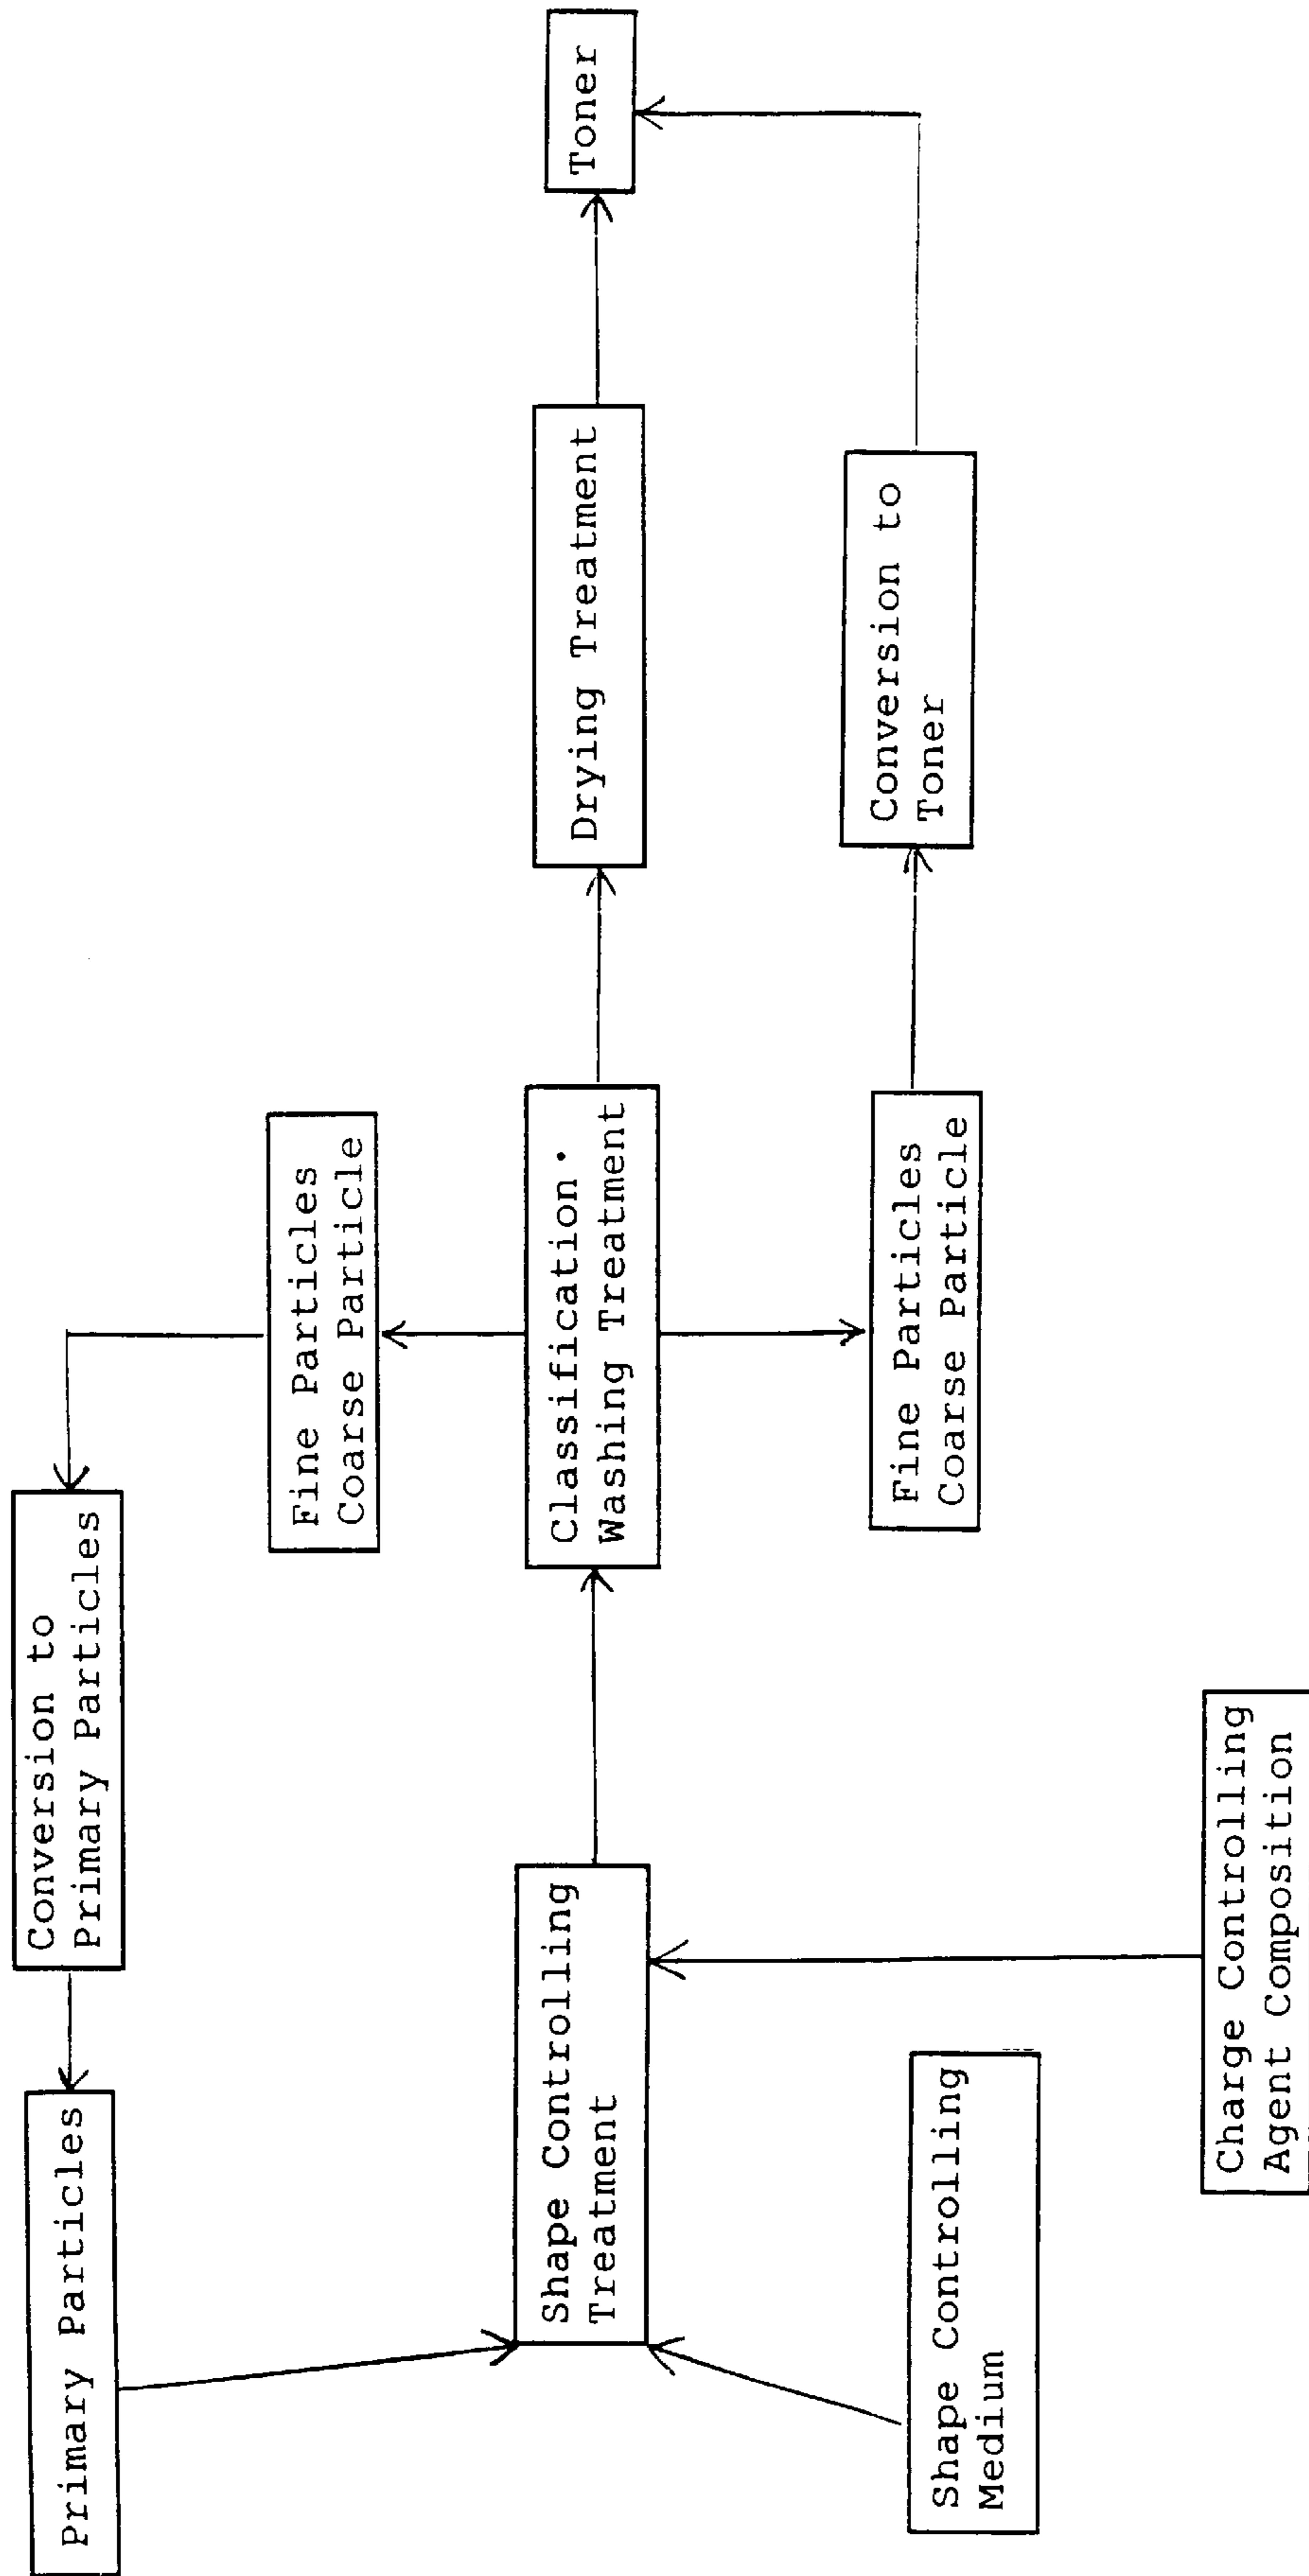 Primary Particles
Conversion to
Primary Particles
Fine Particles
Coarse Particle
Shape Controlling
Treatment
Classification·
Washing Treatment
Drying Treatment
Toner
Shape Controlling
Medium
Fine Particles
Coarse Particle
Conversion to
Toner
Charge Controlling
Agent Composition